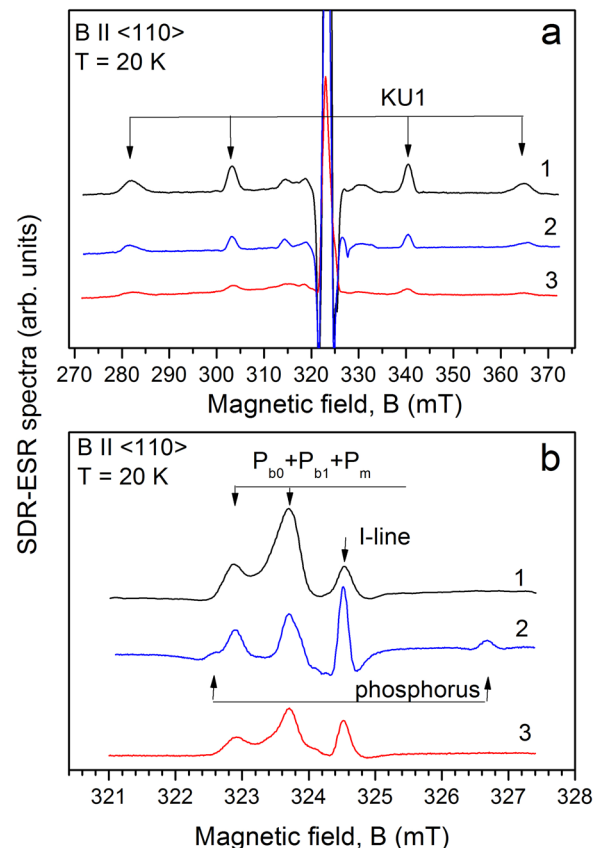 B II <110>
T = 20 K
a
KU1
1
2
3
270 280 290 300 310 320 330 340 350 360 370
Magnetic field, B (mT)
SDR-ESR spectra (arb. units)
B II <110>
T = 20 K
b
Pb0+Pb1+Pm
I-line
1
2
phosphorus
3
321 322 323 324 325 326 327 328
Magnetic field, B (mT)